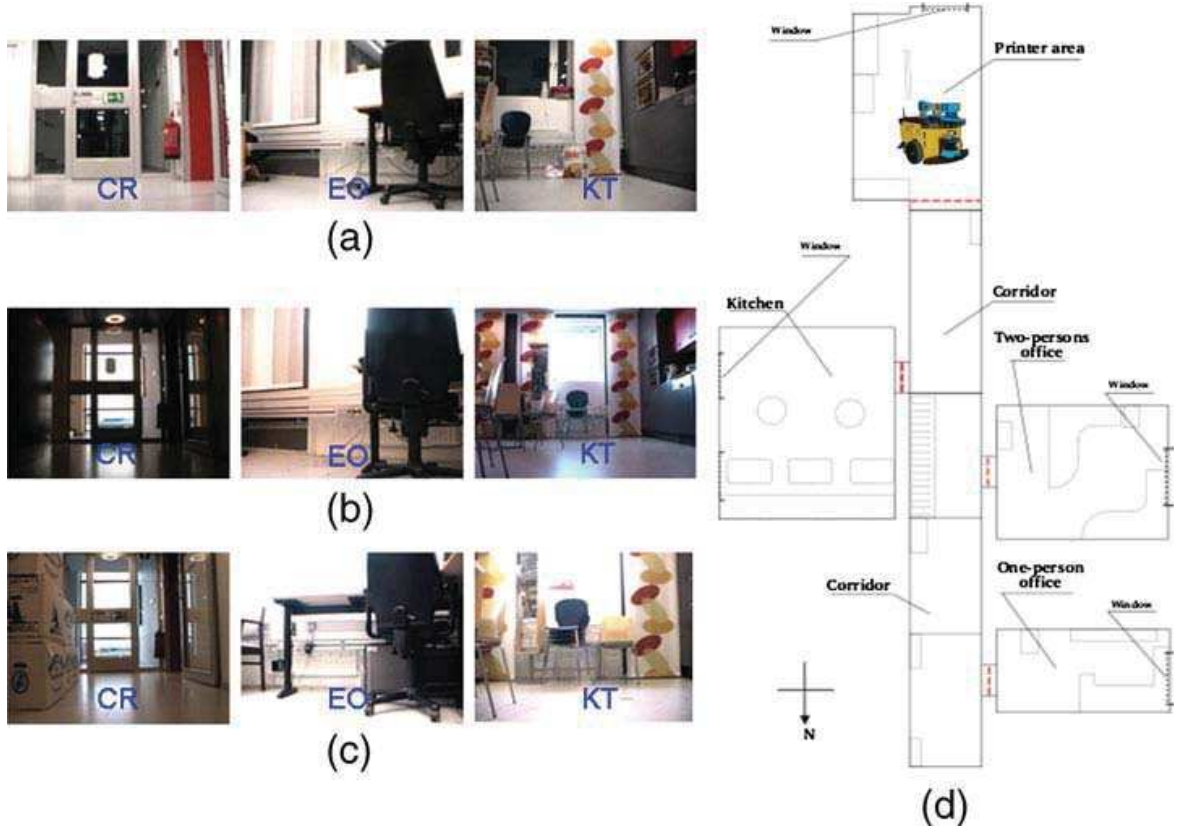 CR
EO
KT
(a)
CR
EO
KT
(b)
CR
EO
KT
(c)
Window
Printer area
Window
Kitchen
Corridor
Two-persons
office
Window
Corridor
One-person
office
Window
N
(d)